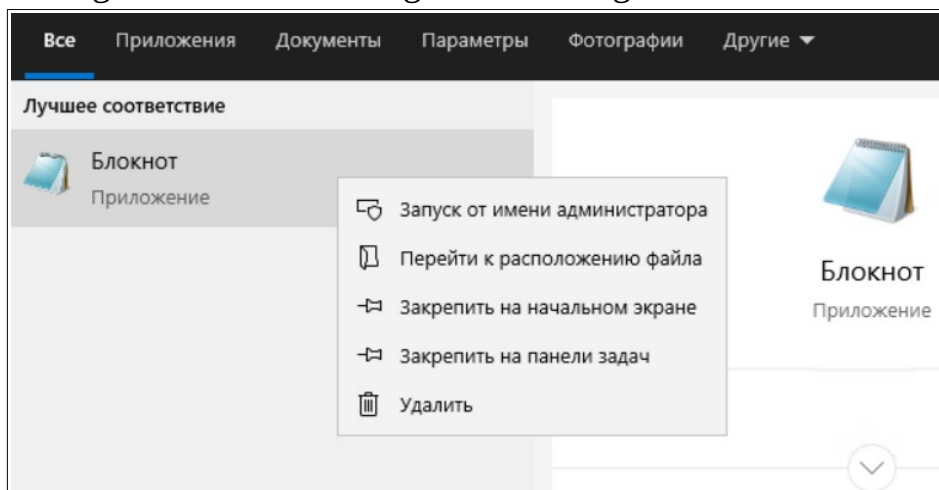 Все Приложения Документы Параметры Фотографии Другие
Лучшее соответствие
Блокнот
Приложение
Запуск от имени администратора
Перейти к расположению файла
Закрепить на начальном экране
Закрепить на панели задач
Удалить
Блокнот
Приложение